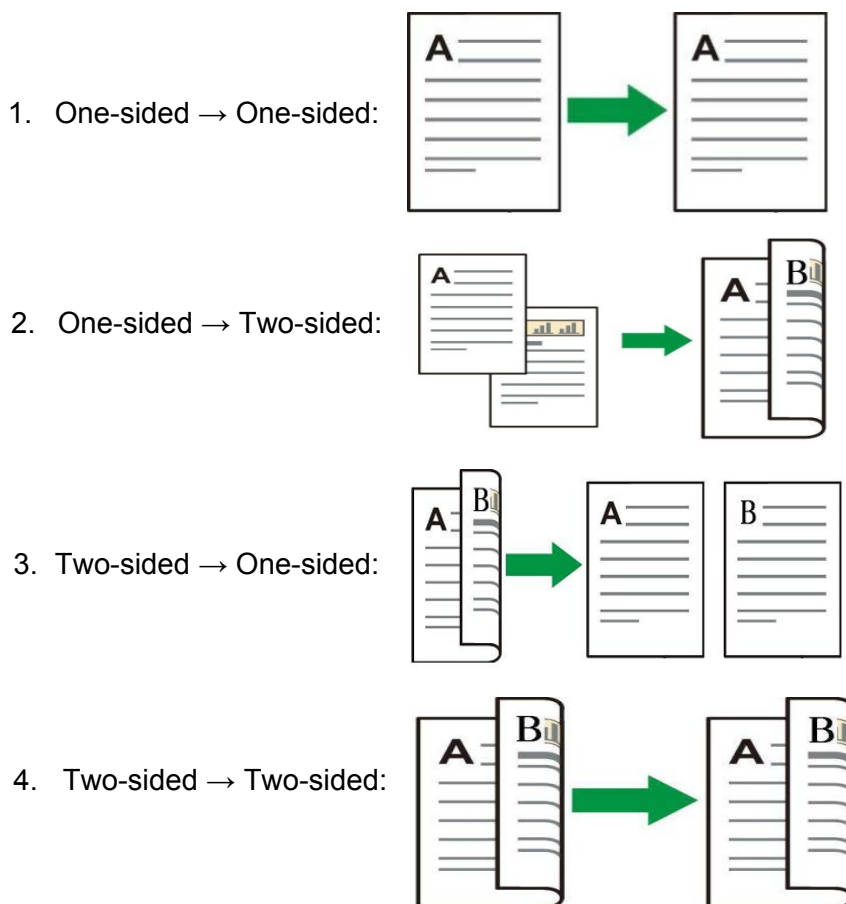 A A
1. One-sided → One-sided:
2. One-sided → Two-sided:
A A B
3. Two-sided → One-sided:
A B A B
4. Two-sided → Two-sided:
A B A B